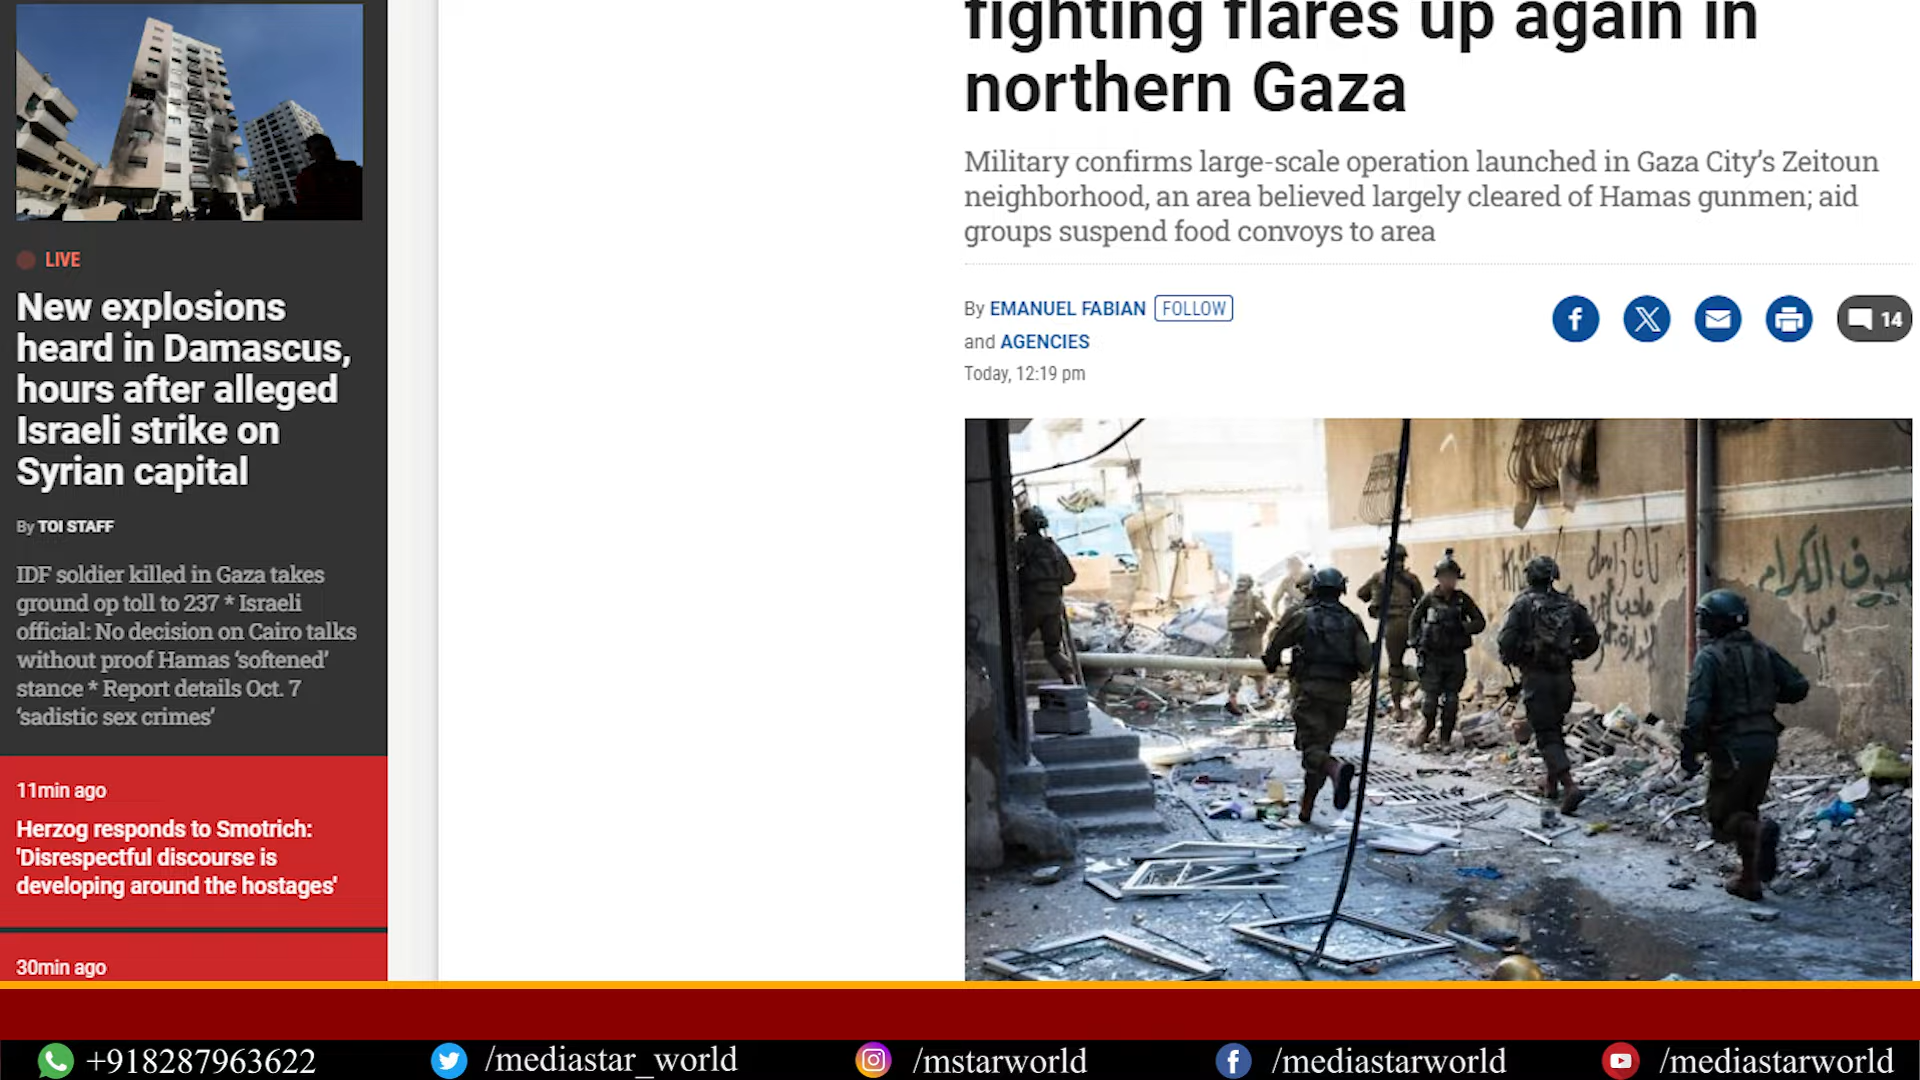 LIVE
New explosions
heard in Damascus,
hours after alleged
Israeli strike on
Syrian capital
By TOI STAFF
IDF soldier killed in Gaza takes
ground op toll to 237 * Israeli
official: No decision on Cairo talks
without proof Hamas ‘softened’
stance * Report details Oct. 7
‘sadistic sex crimes’
11min ago
Herzog responds to Smotrich:
'Disrespectful discourse is
developing around the hostages'
30min ago
fighting flares up again in
northern Gaza
Military confirms large-scale operation launched in Gaza City’s Zeitoun
neighborhood, an area believed largely cleared of Hamas gunmen; aid
groups suspend food convoys to area
By EMANUEL FABIAN FOLLOW
and AGENCIES
Today, 12:19 pm
14
+918287963622
/mediastar_world
/mstarworld
/mediastarworld
/mediastarworld